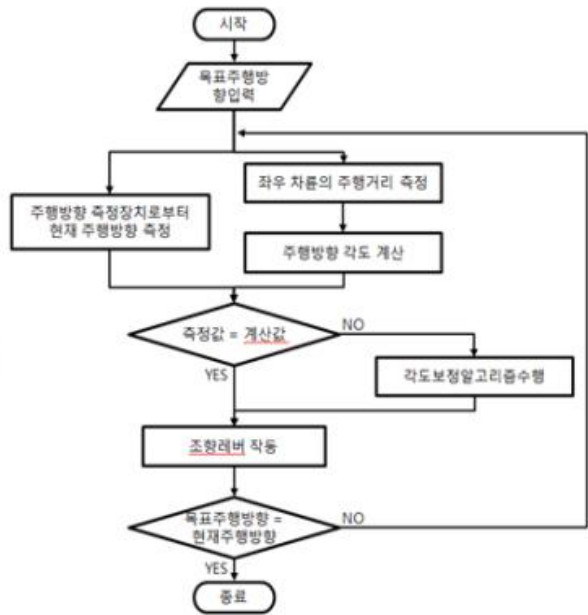 시작
목표주행방
향입력
좌우 차륜의 주행거리 측정
주행방향 측정장치로부터
현재 주행방향 측정
주행방향 각도 계산
측정값 = 계산값
NO
YES
각도보정알고리즘수행
조향레버 작동
목표주행방향 =
현재주행방향
NO
YES
종료